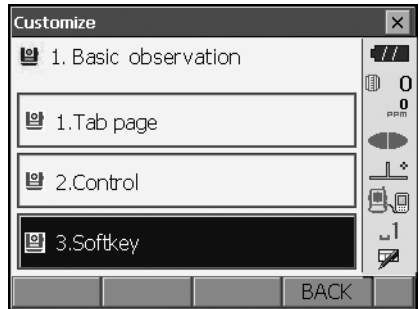 Customize
1. Basic observation
0
0
PPM
1.Tab page
2.Control
3.Softkey
1
BACK